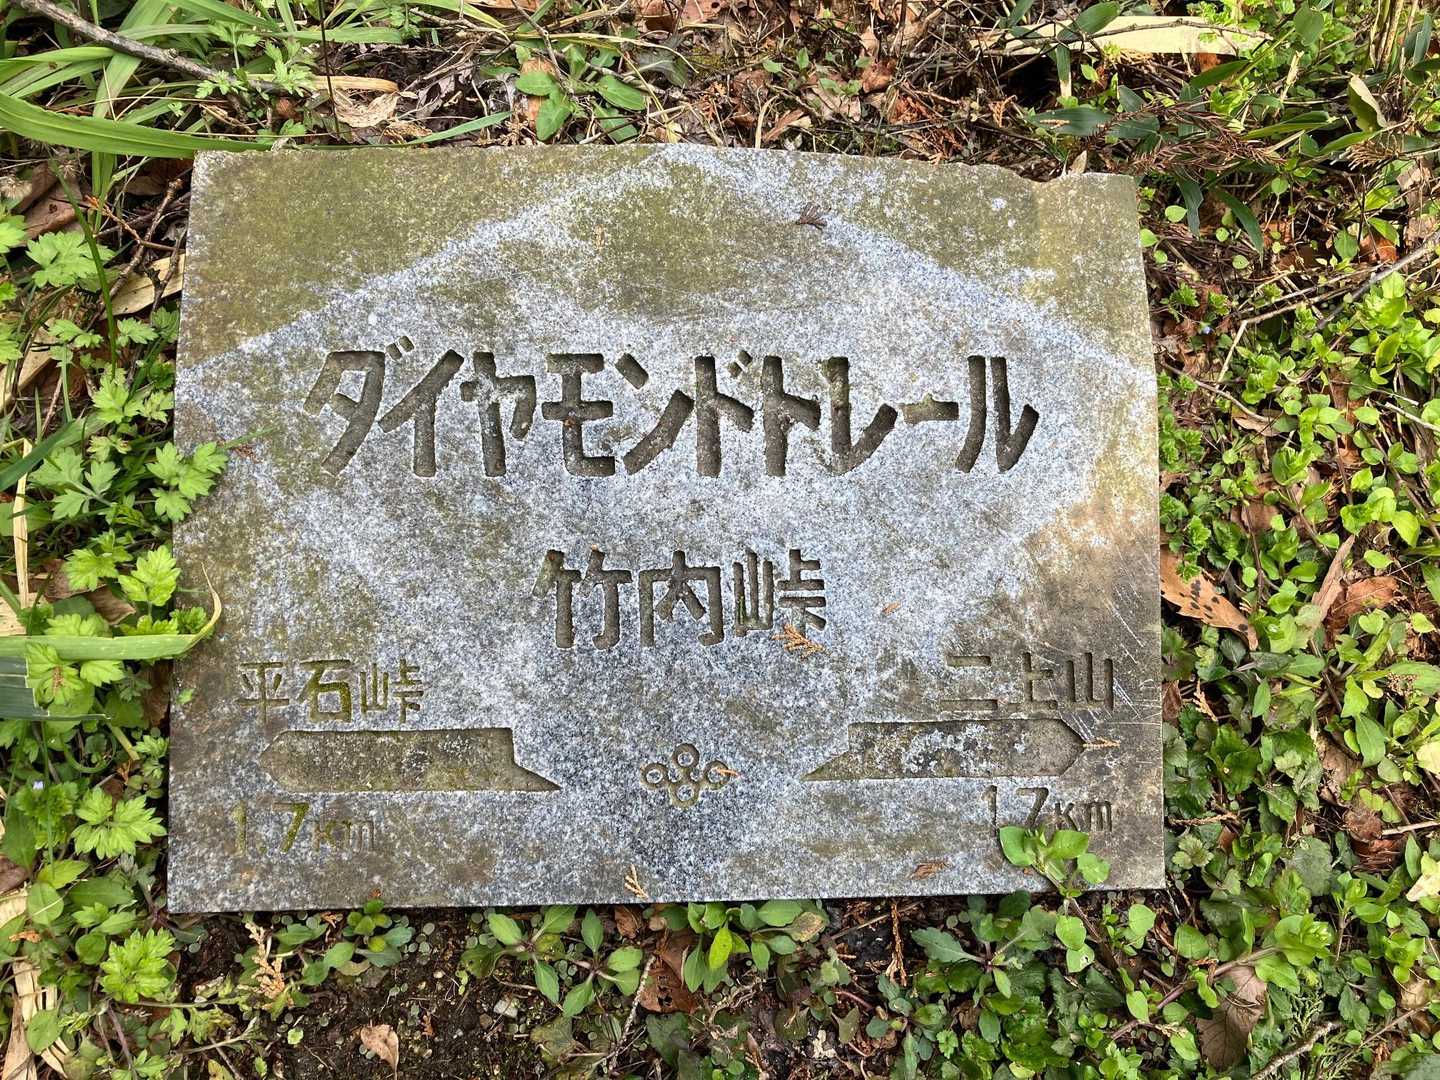 ダイヤモンドトレール
竹内峠
平石峠
二上山
1.7km
1.7km